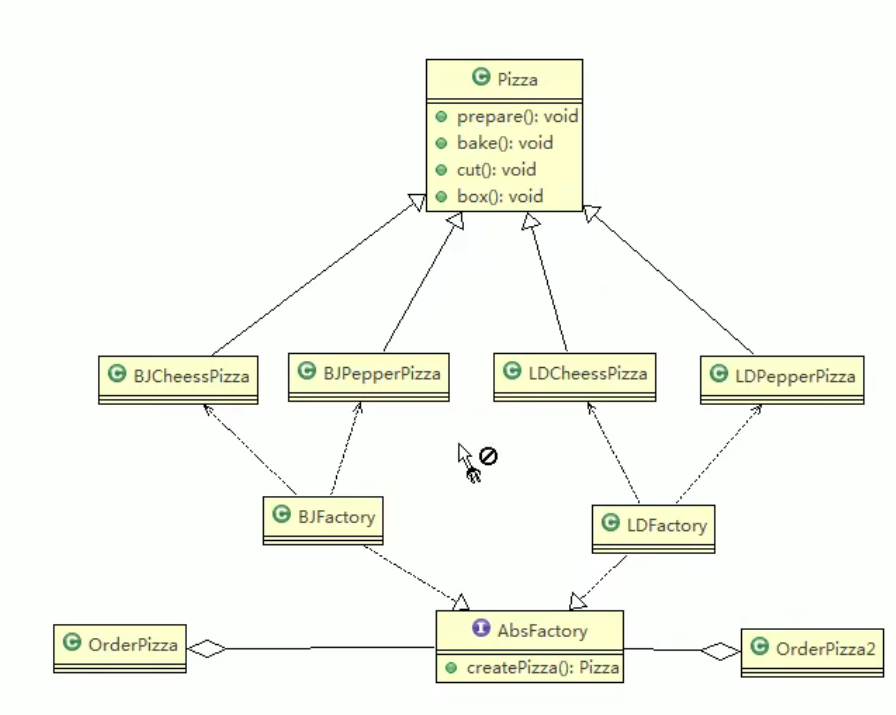 Pizza
prepare(): void
bake(): void
cut(): void
box(): void
BJCheessPizza
BJPepperPizza
LDCheessPizza
LDPepperPizza
BJFactory
LDFactory
OrderPizza
AbsFactory
createPizza(): Pizza
OrderPizza2